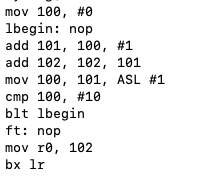 mov 100, #0
lbegin: nop
add 101, 100, #1
add 102, 102, 101
mov 100, 101, ASL #1
cmp 100, #10
blt lbegin
ft: nop
mov r0, 102
bx lr